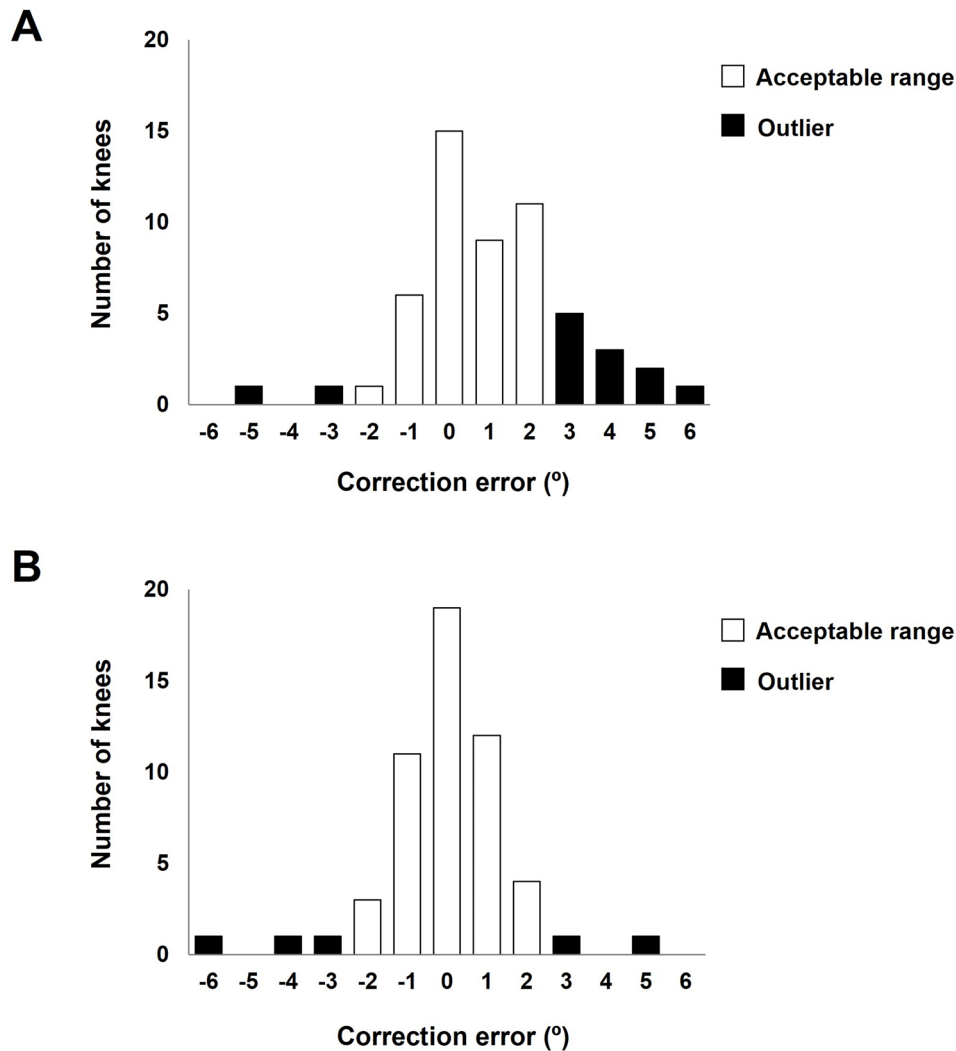 A
20
15
10
5
0
Number of knees
-6 -5 -4 -3 -2 -1 0 1 2 3 4 5 6
Correction error (º)
Acceptable range
Outlier
B
20
15
10
5
0
Number of knees
-6 -5 -4 -3 -2 -1 0 1 2 3 4 5 6
Correction error (º)
Acceptable range
Outlier